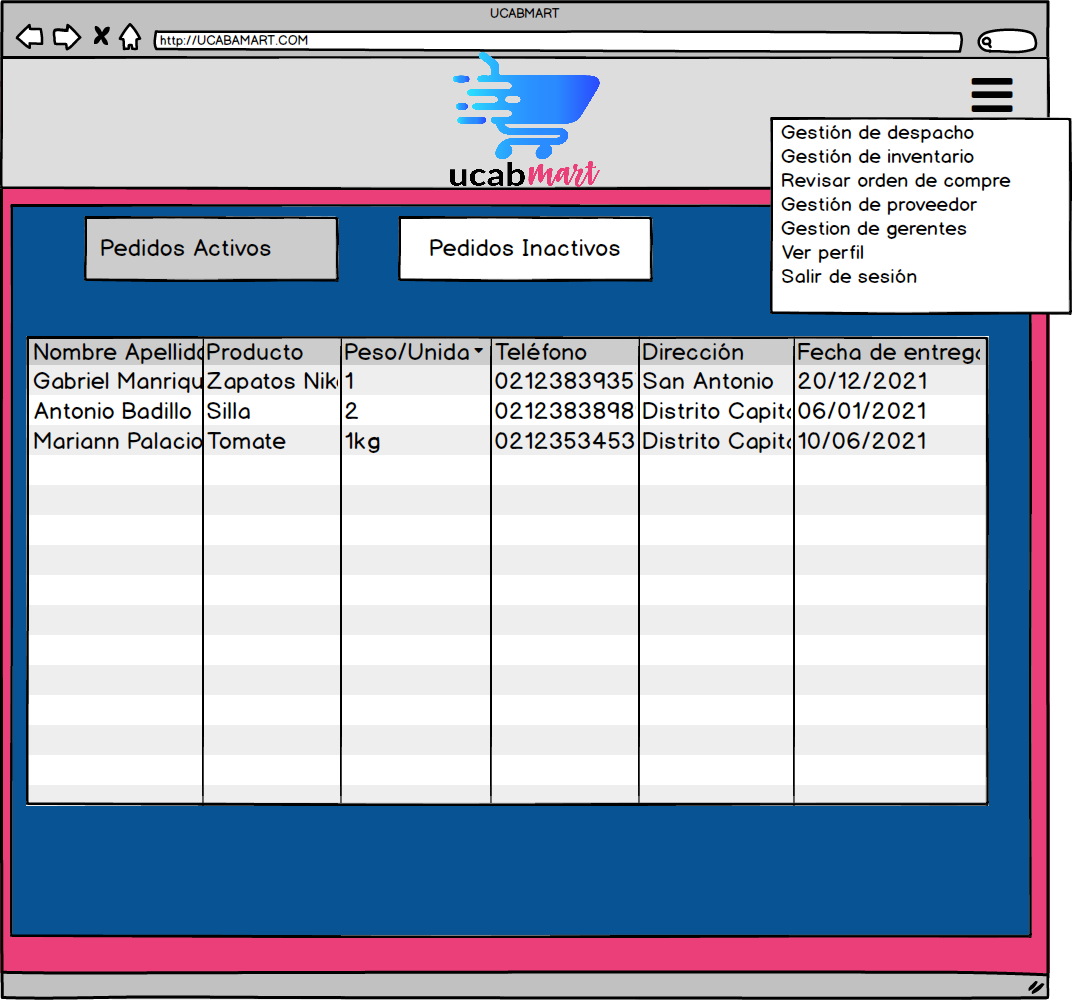 UCABMART
http://UCABAMART.COM
ucabmart
Gestión de despacho
Gestión de inventario
Revisar orden de compre
Gestión de proveedor
Gestion de gerentes
Ver perfil
Salir de sesión
Pedidos Activos
Pedidos Inactivos
Nombre Apellido Producto Peso/Unida Teléfono Dirección Fecha de entrega
Gabriel Manriqu Zapatos Nik 1 0212383935 San Antonio 20/12/2021
Antonio Badillo Silla 2 0212383898 Distrito Capita 06/01/2021
Mariann Palacio Tomate 1kg 0212353453 Distrito Capita 10/06/2021